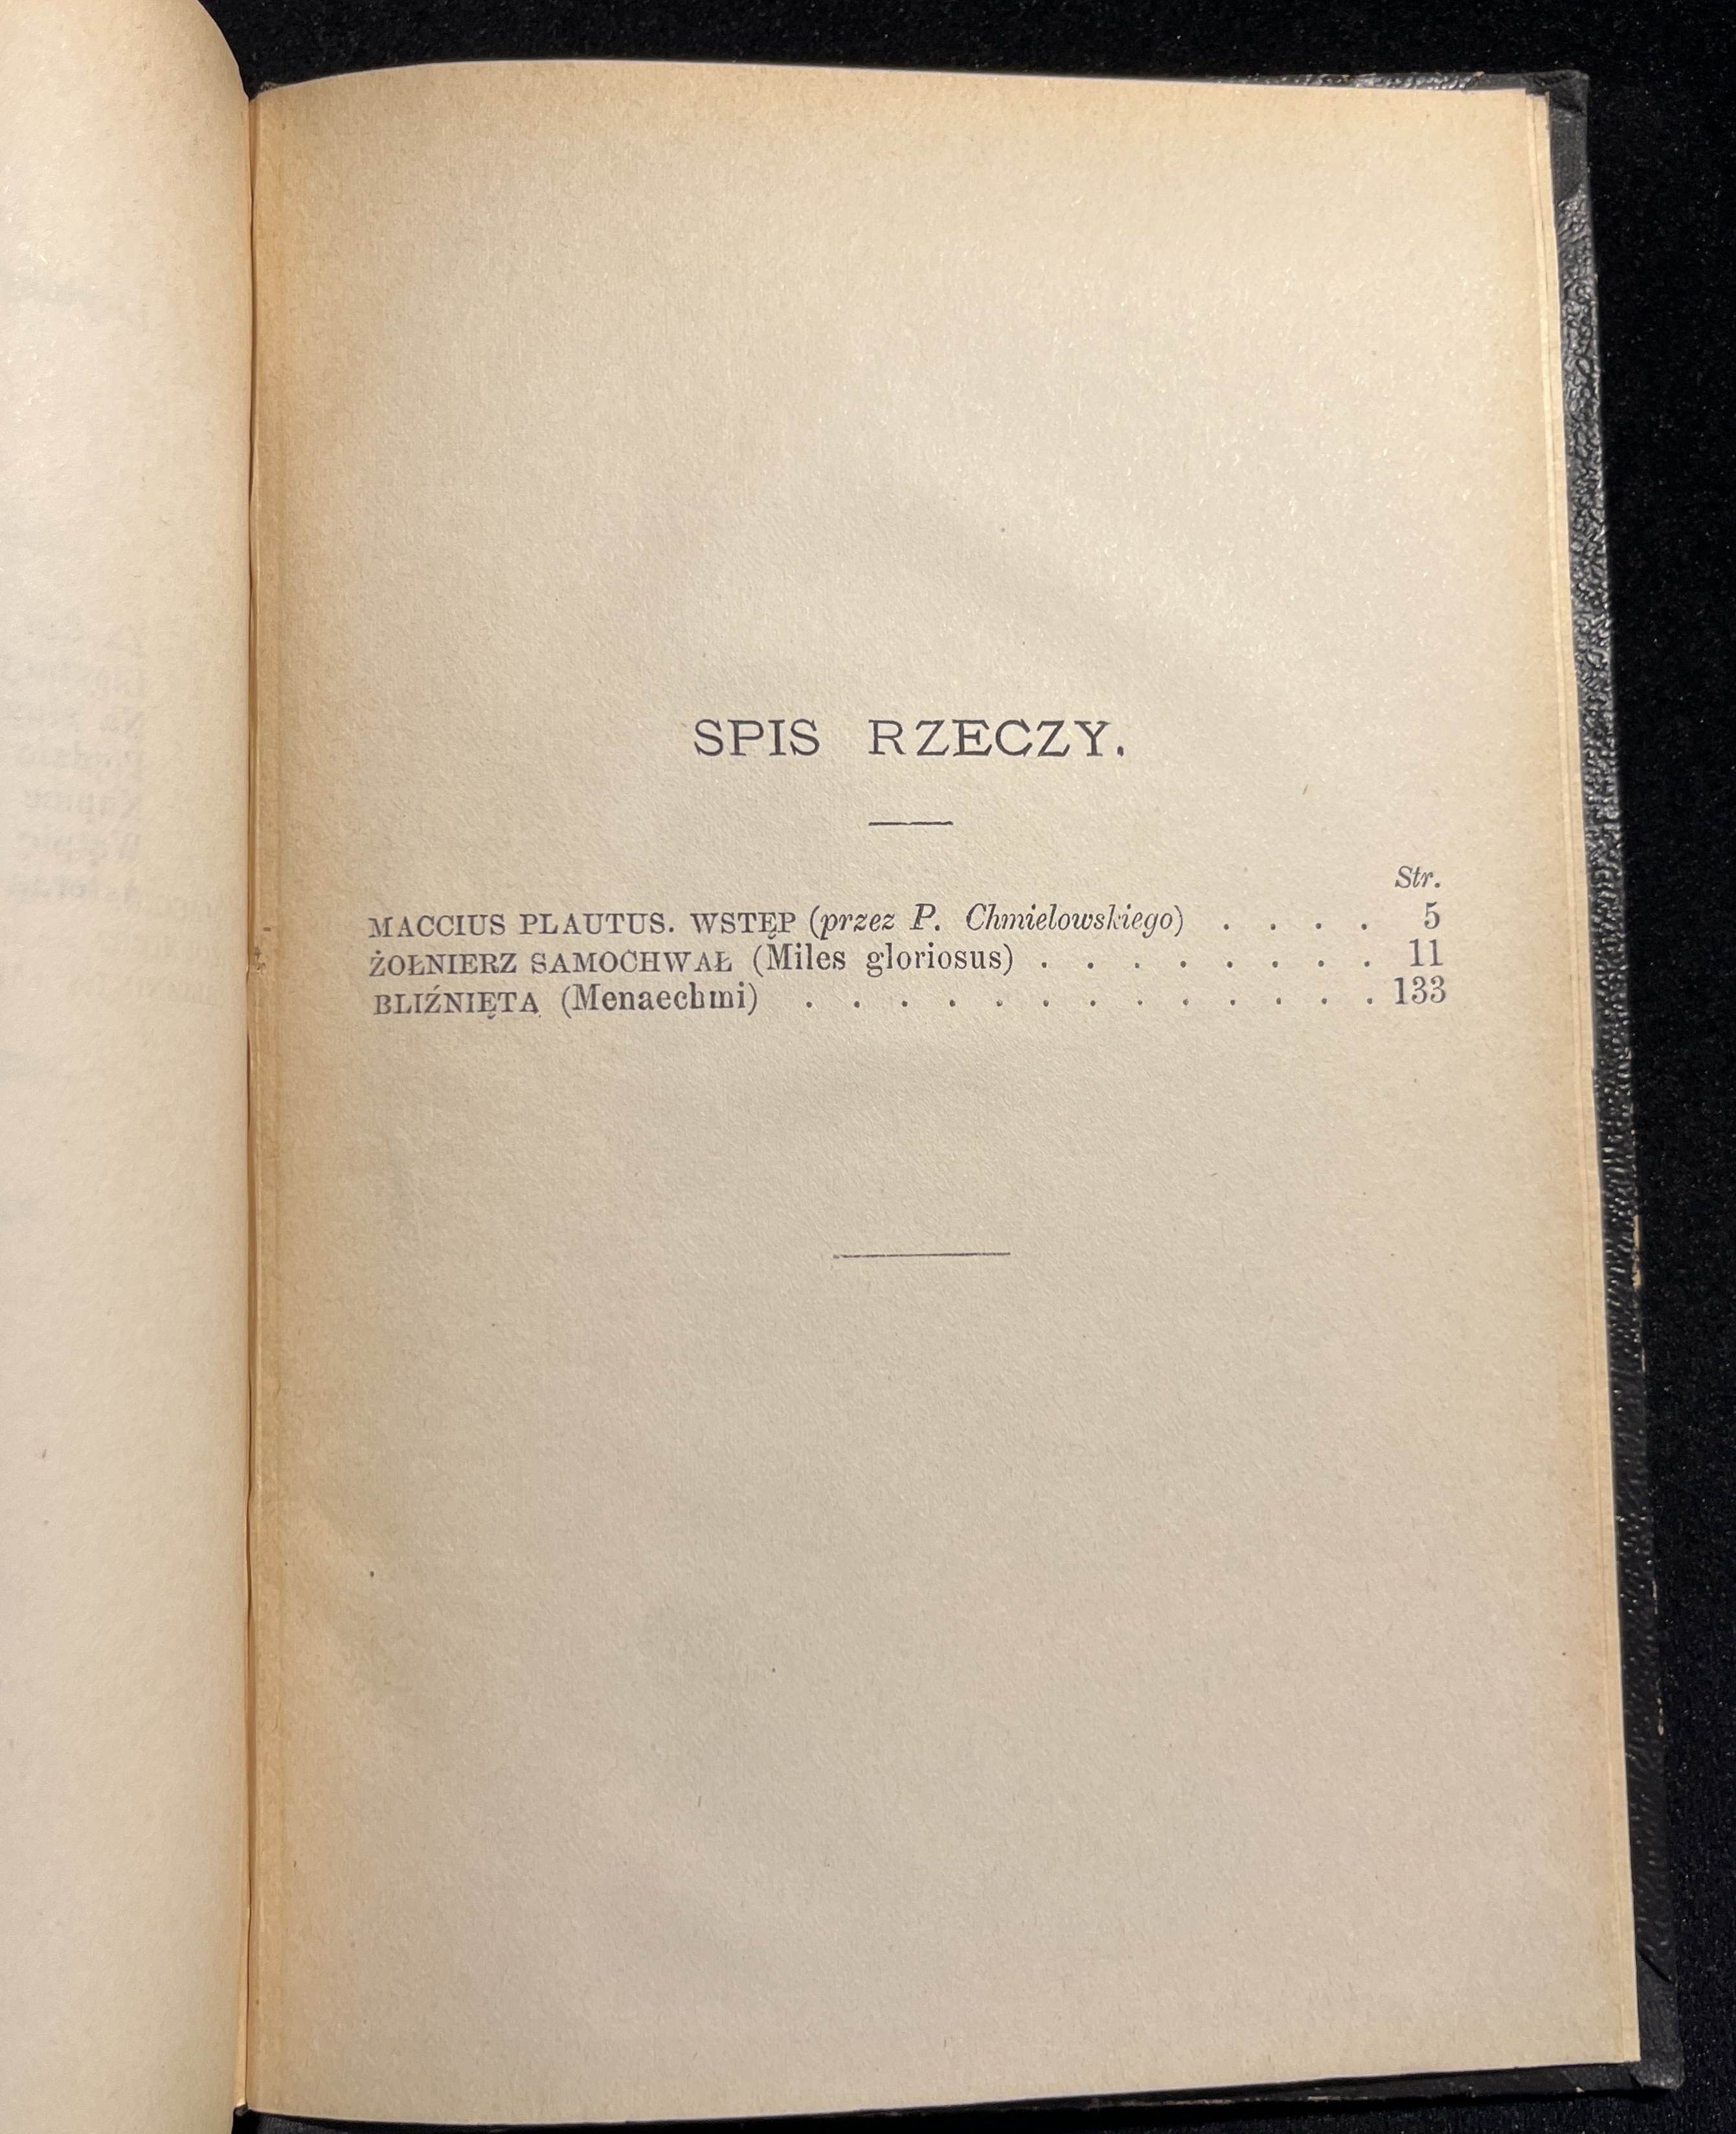 SPIS RZECZY.
Str.
MACCIUS PLAUTUS. WSTĘP (przez P. Chmielowskiego) . . . . 5
ŻOŁNIERZ SAMOCHWAŁ (Miles gloriosus) . . . . . . . . 11
BLIŹNIĘTA (Menaechmi) . . . . . . . . . . . . . 133